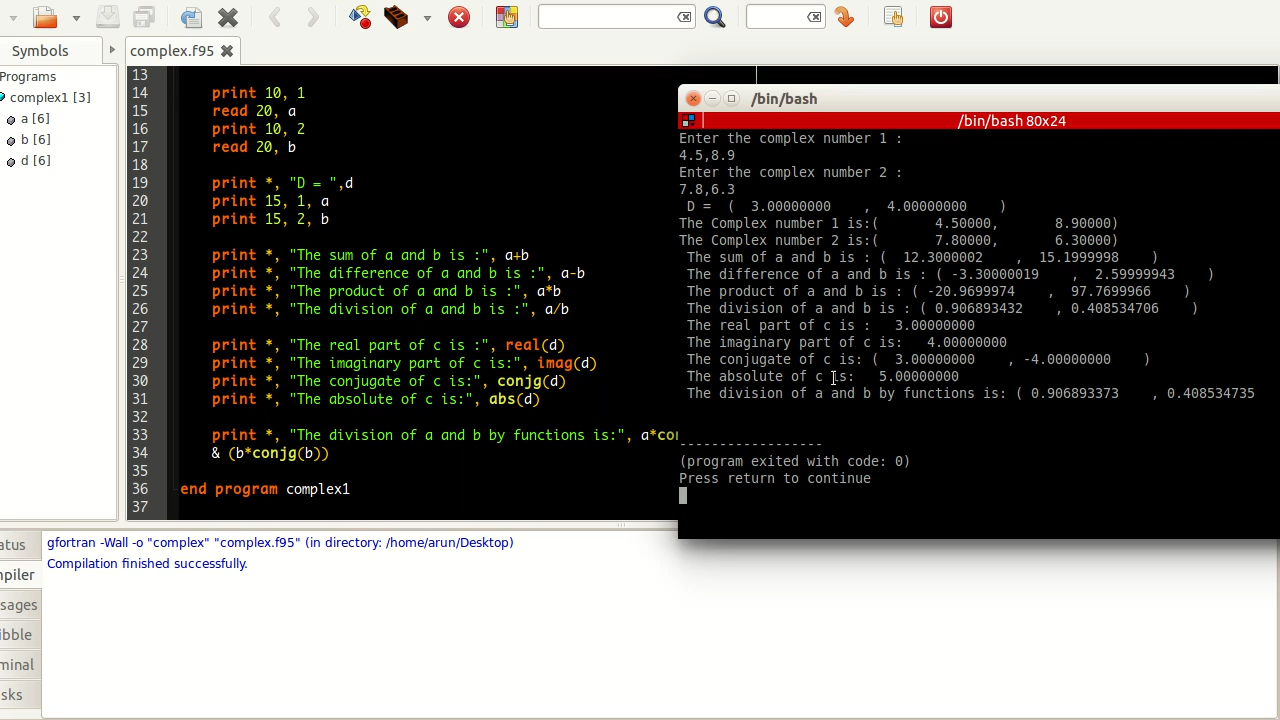 Symbols
complex.f95
Programs
complex1 [3]
a [6]
b [6]
d [6]
13
14 print 10, 1
15 read 20, a
16 print 10, 2
17 read 20, b
18
19 print *, "D = ",d
20 print 15, 1, a
21 print 15, 2, b
22
23 print *, "The sum of a and b is :", a+b
24 print *, "The difference of a and b is :", a-b
25 print *, "The product of a and b is :", a*b
26 print *, "The division of a and b is :", a/b
27
28 print *, "The real part of c is :", real(d)
29 print *, "The imaginary part of c is:", imag(d)
30 print *, "The conjugate of c is:", conjg(d)
31 print *, "The absolute of c is:", abs(d)
32
33 print *, "The division of a and b by functions is:", a*con
34 & (b*conjg(b))
35
36 end program complex1
37
/bin/bash
/bin/bash 80x24
Enter the complex number 1 :
4.5,8.9
Enter the complex number 2 :
7.8,6.3
D = ( 3.00000000 , 4.00000000 )
The Complex number 1 is:( 4.50000, 8.90000)
The Complex number 2 is:( 7.80000, 6.30000)
The sum of a and b is : ( 12.3000002 , 15.1999998 )
The difference of a and b is : ( -3.30000019 , 2.59999943 )
The product of a and b is : ( -20.9699974 , 97.7699966 )
The division of a and b is : ( 0.906893432 , 0.408534706 )
The real part of c is : 3.00000000
The imaginary part of c is: 4.00000000
The conjugate of c is: ( 3.00000000 , -4.00000000 )
The absolute of c is: 5.00000000
The division of a and b by functions is: ( 0.906893373 , 0.408534735
------------------
(program exited with code: 0)
Press return to continue
atus
mpiler
sages
ibble
minal
sks
gfortran -Wall -o "complex" "complex.f95" (in directory: /home/arun/Desktop)
Compilation finished successfully.